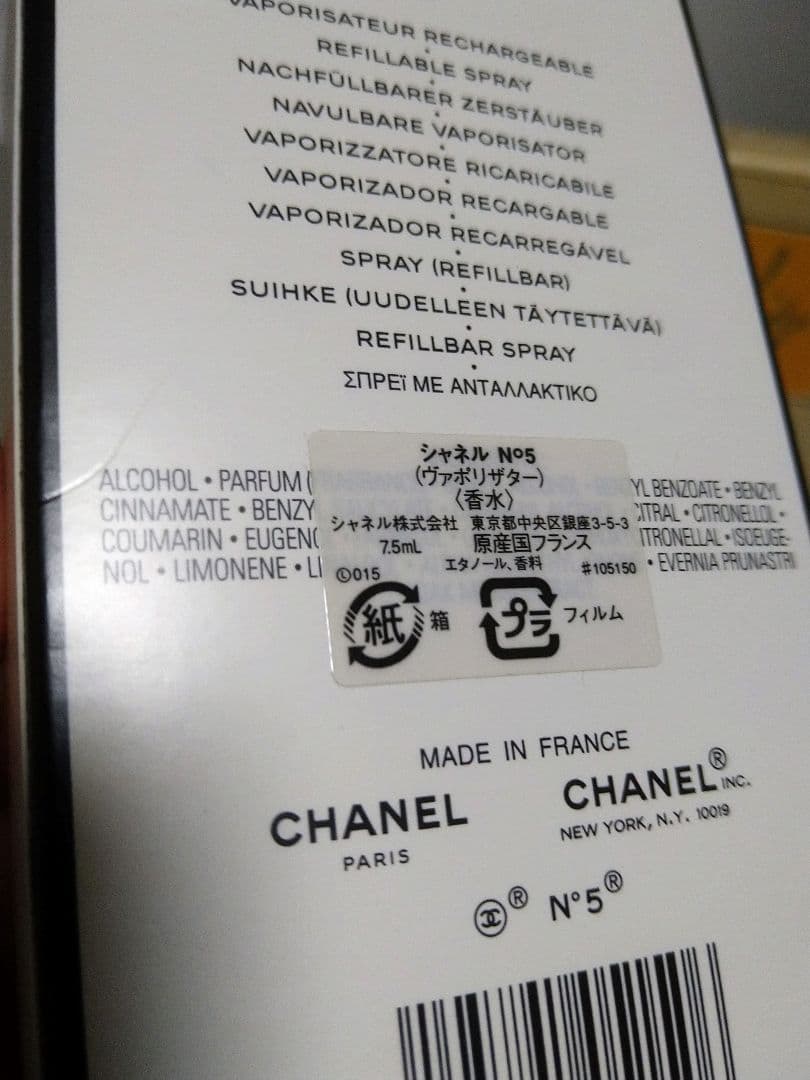 VAPORISATEUR RECHARGEABLE
•
REFILLABLE SPRAY
•
NACHFÜLLBARER ZERSTÄUBER
•
NAVULBARE VAPORISATOR
•
VAPORIZZATORE RICARICABILE
•
VAPORIZADOR RECARGABLE
•
VAPORIZADOR RECARREGÁVEL
•
SPRAY (REFILLBAR)
•
SUIHKE (UUDELLEEN TÄYTETTÄVÄ)
•
REFILLBAR SPRAY
•
ΣΠΡΕϊ ΜΕ ΑΝΤΑΛΛΑΚΤΙΚΟ
ALCOHOL • PARFUM YL BENZOATE • BENZYL
CINNAMATE • BENZY CITRAL • CITRONELLOL •
COUMARIN • EUGENO ITRONELLAL • ISOEUGE-
NOL • LIMONENE • LI • EVERNIA PRUNASTRI
シャネル Nº5
(ヴァポリザター)
〈香水〉
シャネル株式会社 東京都中央区銀座3-5-3
7.5mL 原産国フランス
©015 エタノール、香料 #105150
紙 箱 プラ フィルム
MADE IN FRANCE
CHANEL
PARIS
CHANEL® INC.
NEW YORK, N.Y. 10019
® N°5®